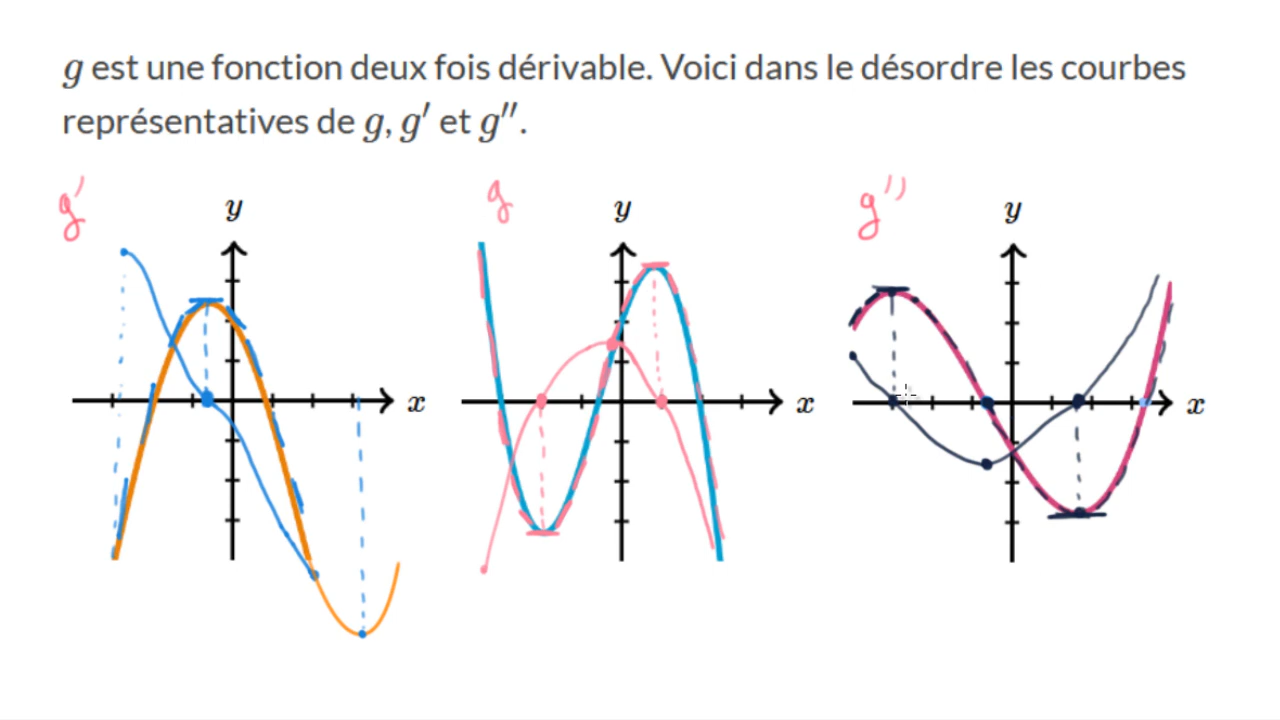 g est une fonction deux fois dérivable. Voici dans le désordre les courbes
représentatives de g, g′ et g″.
g′ g g″
y y y
x x x